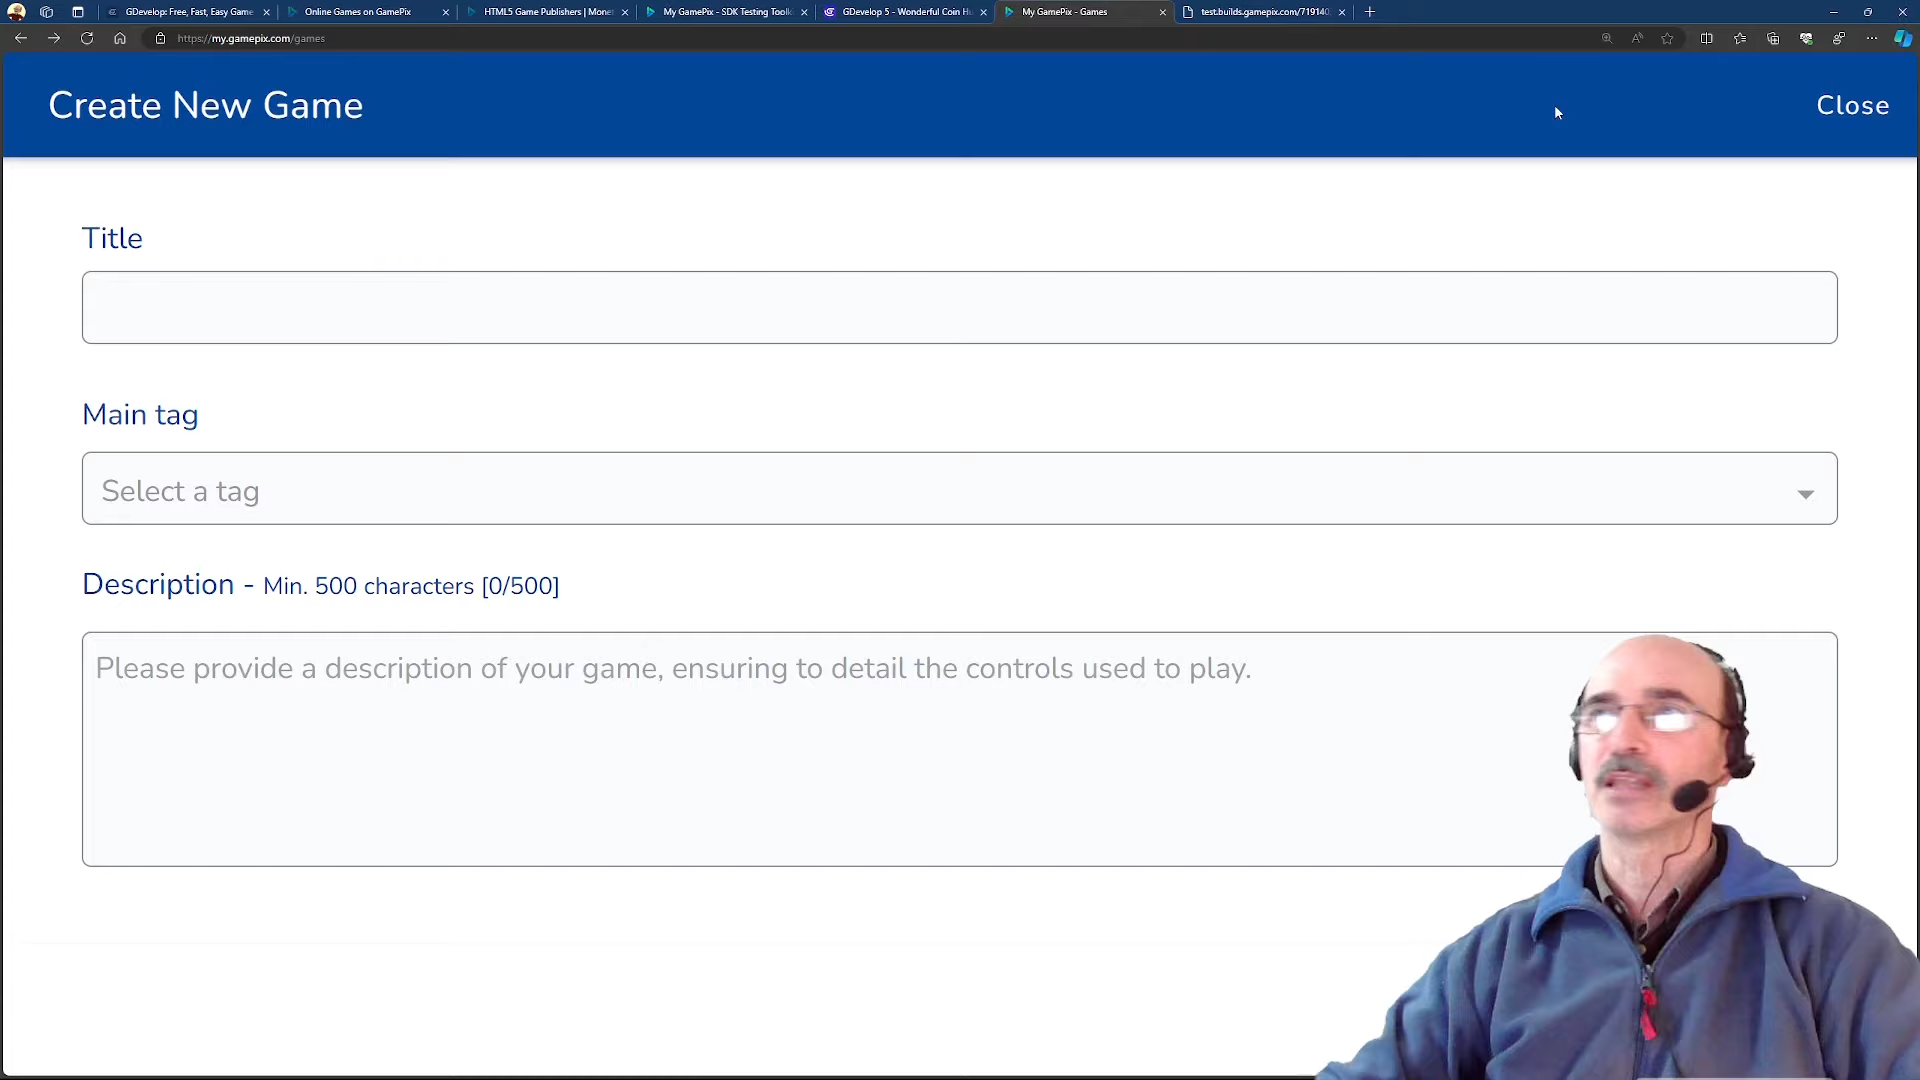 GDevelop: Free, Fast, Easy Game
Online Games on GamePix
HTML5 Game Publishers | Mone
My GamePix - SDK Testing Toolk
GDevelop 5 - Wonderful Coin H
My GamePix - Games
test.builds.gamepix.com/719140
https://my.gamepix.com/games
Create New Game
Close
Title
Main tag
Select a tag
Description - Min. 500 characters [0/500]
Please provide a description of your game, ensuring to detail the controls used to play.